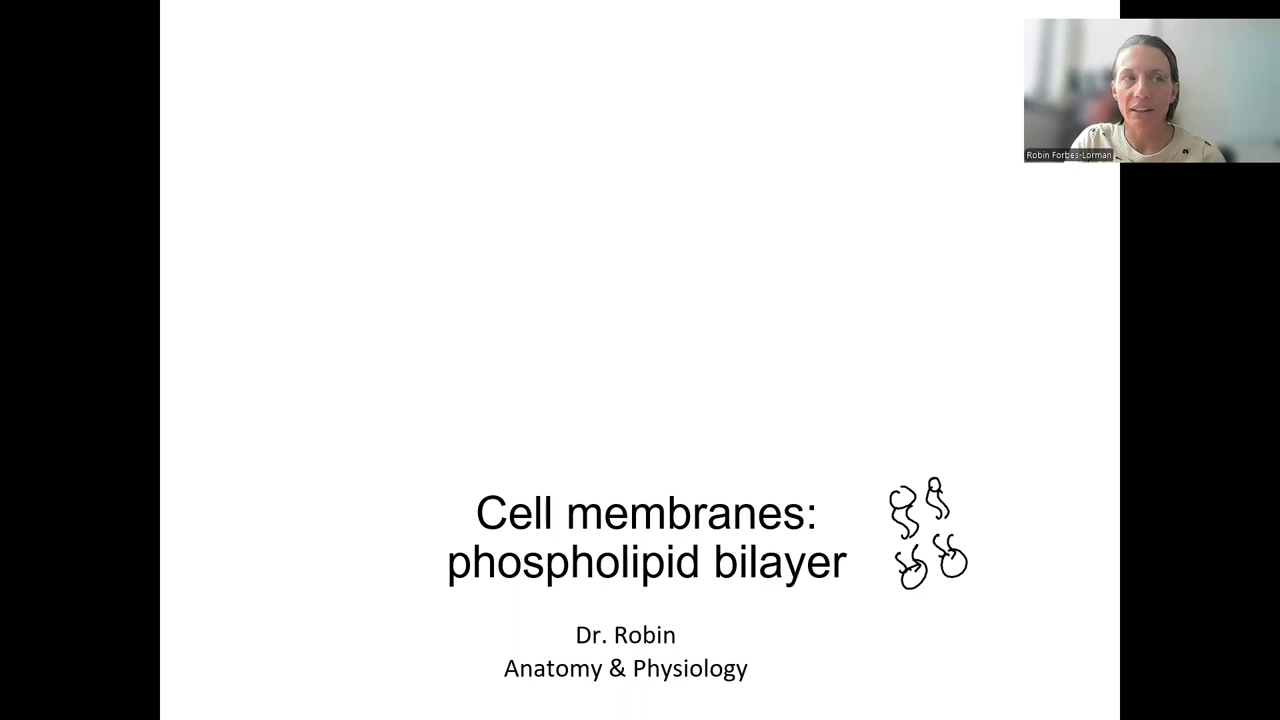 Robin Forbes-Lorman
Cell membranes:
phospholipid bilayer
Dr. Robin
Anatomy & Physiology